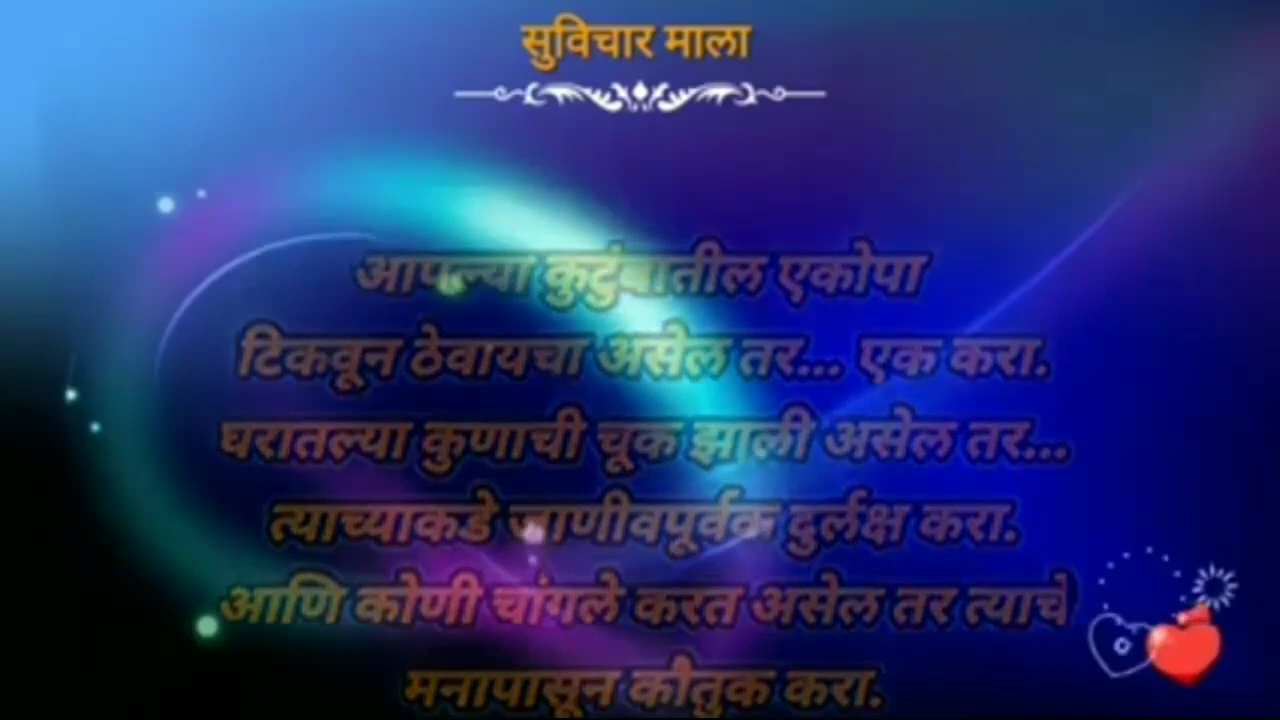 सुविचार माला
आपल्या कुटुंबातील एकोपा
टिकवून ठेवायचा असेल तर... एक करा.
घरातल्या कुणाची चूक झाली असेल तर...
त्याच्याकडे जाणीवपूर्वक दुर्लक्ष करा.
आणि कोणी चांगले करत असेल तर त्याचे
मनापासून कौतुक करा.